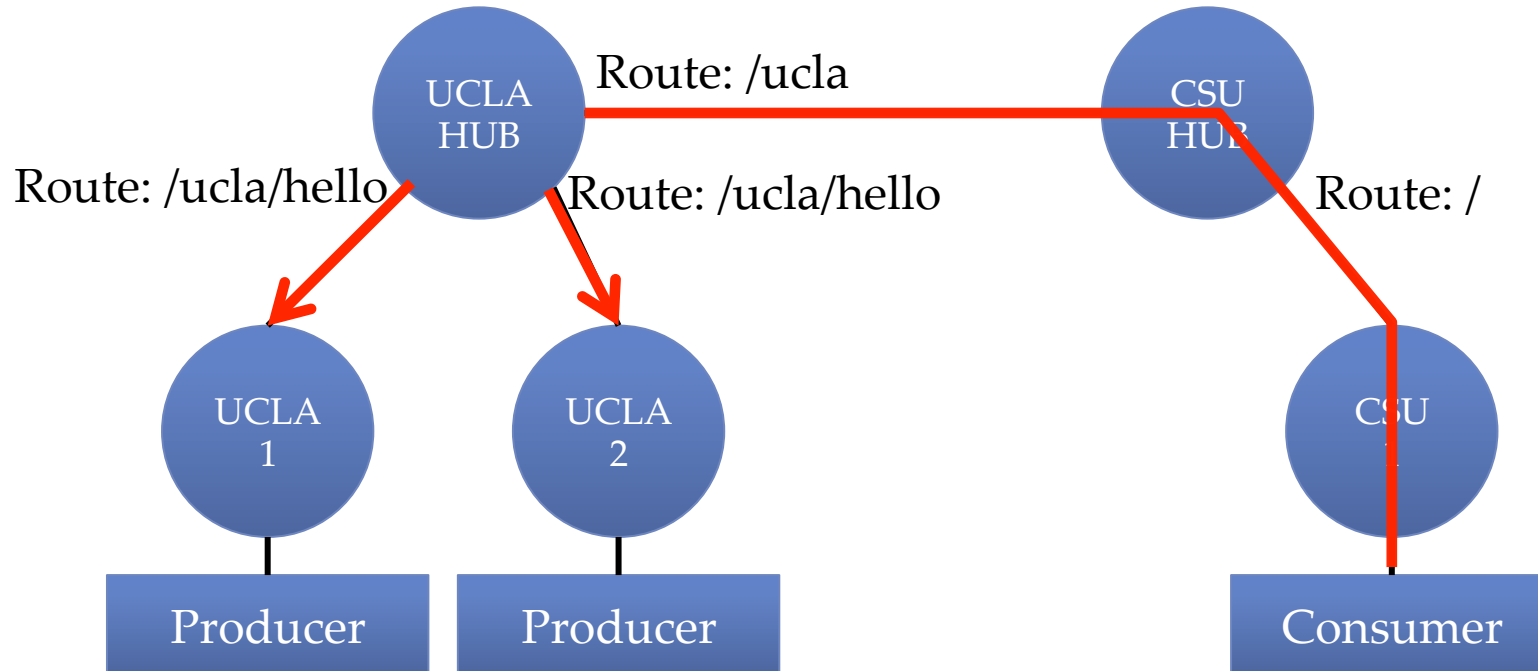 UCLA
HUB
Route: /ucla
CSU
HUB
Route: /ucla/hello
Route: /ucla/hello
Route: /
UCLA
1
UCLA
2
CSU
1
Producer
Producer
Consumer